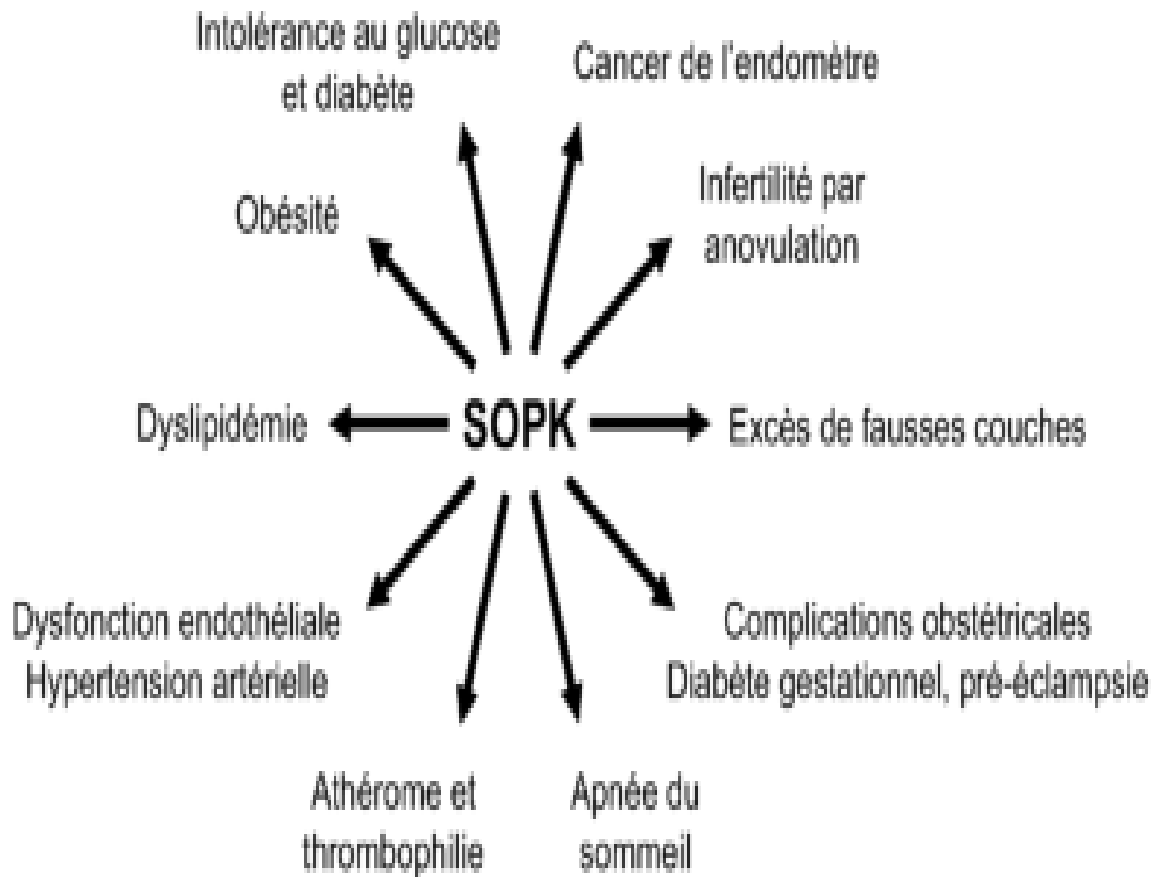 Intolérance au glucose
et diabète
Cancer de l'endomètre
Obésité
Infertilité par
anovulation
Dyslipidémie
SOPK
Excès de fausses couches
Dysfonction endothéliale
Hypertension artérielle
Complications obstétricales
Diabète gestationnel, pré-éclampsie
Athérome et
thrombophilie
Apnée du
sommeil